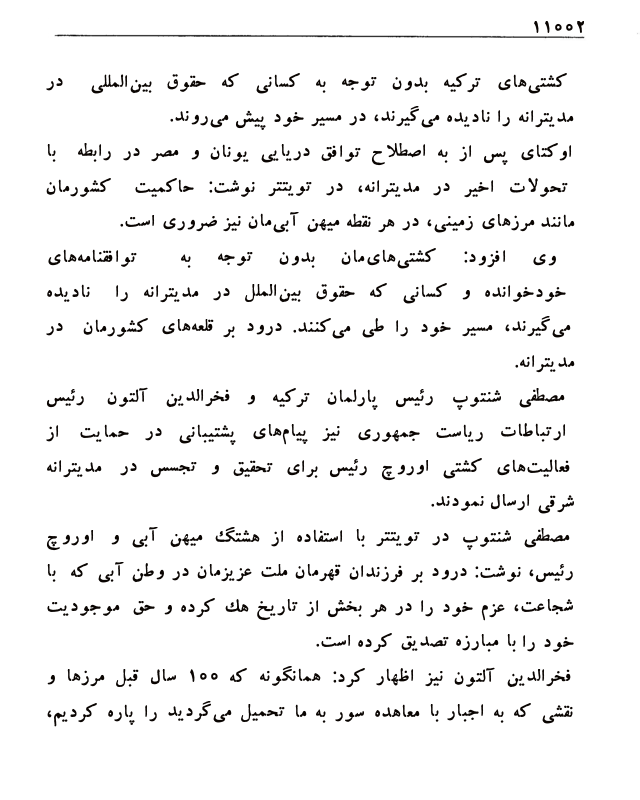 ۱۱۰۰۲
کشتی‌های ترکیه بدون توجه به کسانی که حقوق بین‌المللی در
مدیترانه را نادیده می‌گیرند، در مسیر خود پیش می‌روند.
اوکتای پس از به اصطلاح توافق دریایی یونان و مصر در رابطه با
تحولات اخیر در مدیترانه، در تویتتر نوشت: حاکمیت کشورمان
مانند مرزهای زمینی، در هر نقطه میهن آبی‌مان نیز ضروری است.
وی افزود: کشتی‌های‌مان بدون توجه به توافقنامه‌های
خودخوانده و کسانی که حقوق بین‌الملل در مدیترانه را نادیده
می‌گیرند، مسیر خود را طی می‌کنند. درود بر قلعه‌های کشورمان در
مدیترانه.
مصطفی شنتوپ رئیس پارلمان ترکیه و فخرالدین آلتون رئیس
ارتباطات ریاست جمهوری نیز پیام‌های پشتیبانی در حمایت از
فعالیت‌های کشتی اوروچ رئیس برای تحقیق و تجسس در مدیترانه
شرقی ارسال نمودند.
مصطفی شنتوپ در تویتتر با استفاده از هشتگ میهن آبی و اوروچ
رئیس، نوشت: درود بر فرزندان قهرمان ملت عزیزمان در وطن آبی که با
شجاعت، عزم خود را در هر بخش از تاریخ هك کرده و حق موجودیت
خود را با مبارزه تصدیق کرده است.
فخرالدین آلتون نیز اظهار کرد: همانگونه که ۱۰۰ سال قبل مرزها و
نقشی که به اجبار با معاهده سور به ما تحمیل می‌گردید را پاره کردیم،